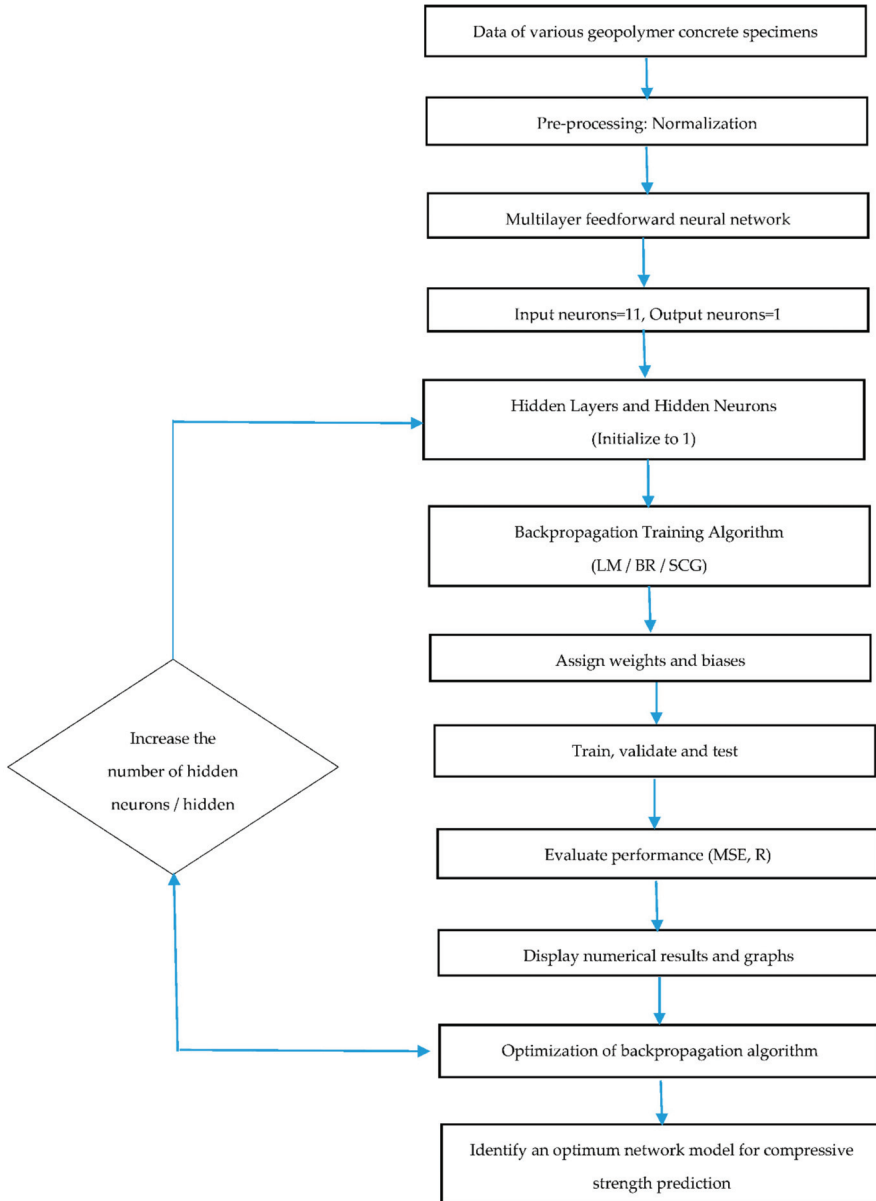 Data of various geopolymer concrete specimens
Pre-processing: Normalization
Multilayer feedforward neural network
Input neurons=11, Output neurons=1
Hidden Layers and Hidden Neurons
(Initialize to 1)
Backpropagation Training Algorithm
(LM / BR / SCG)
Assign weights and biases
Train, validate and test
Increase the
number of hidden
neurons / hidden
Evaluate performance (MSE, R)
Display numerical results and graphs
Optimization of backpropagation algorithm
Identify an optimum network model for compressive
strength prediction